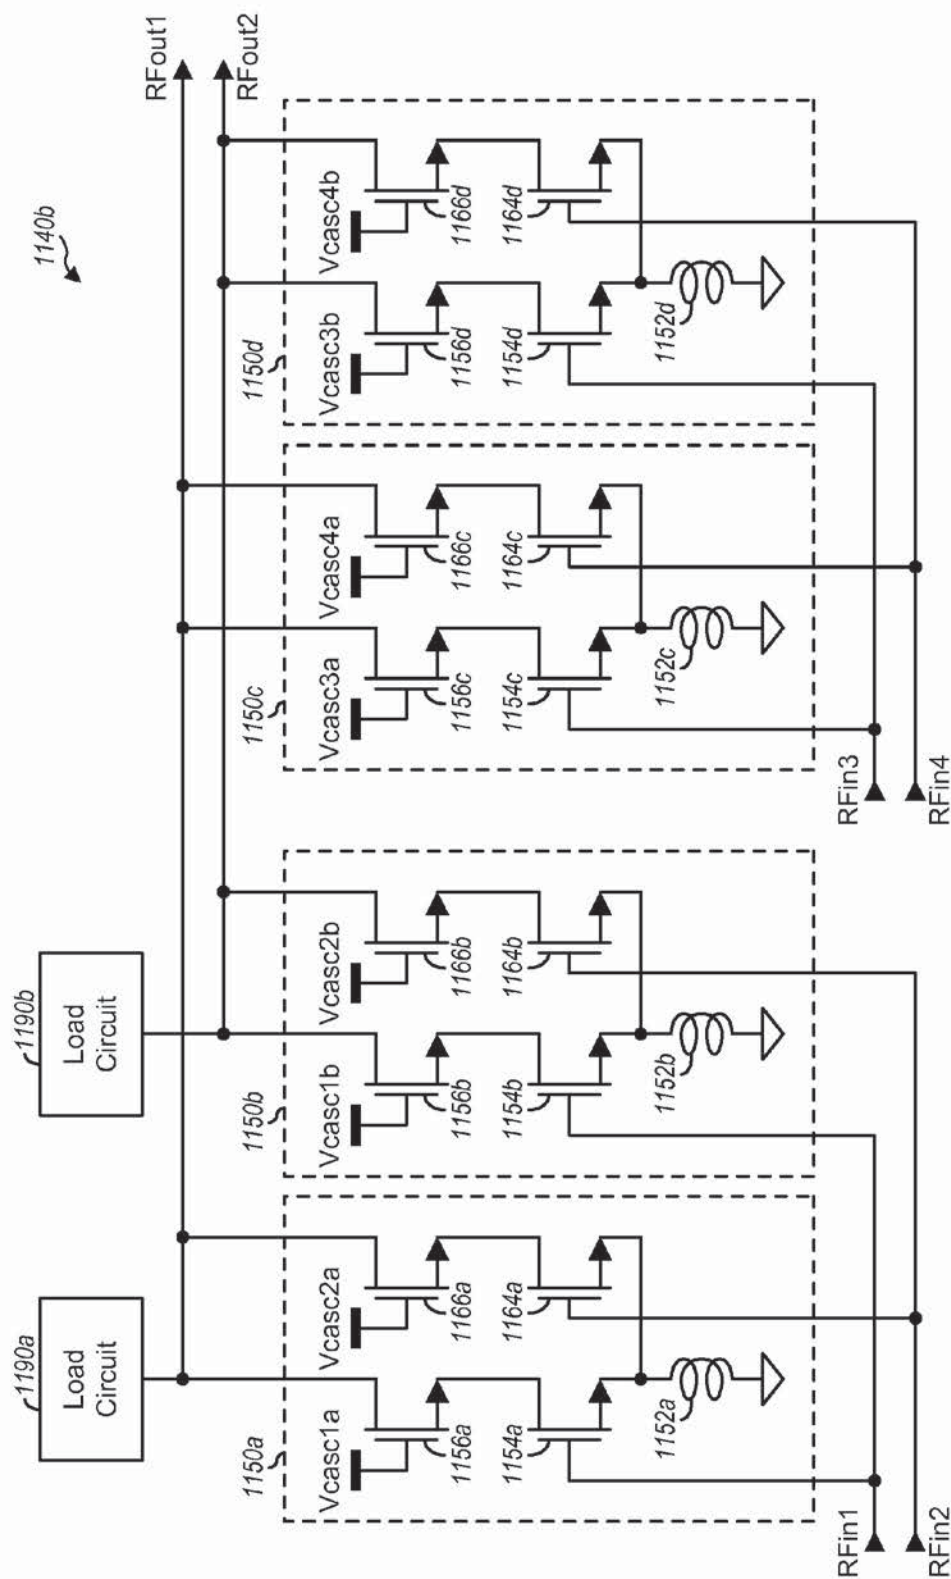 1140b
1190a
Load
Circuit
1190b
Load
Circuit
RFout1
RFout2
1150a
Vcasc1a
Vcasc2a
1156a
1166a
1154a
1164a
1152a
1150b
Vcasc1b
Vcasc2b
1156b
1166b
1154b
1164b
1152b
1150c
Vcasc3a
Vcasc4a
1156c
1166c
1154c
1164c
1152c
1150d
Vcasc3b
Vcasc4b
1156d
1166d
1154d
1164d
1152d
RFin1
RFin2
RFin3
RFin4